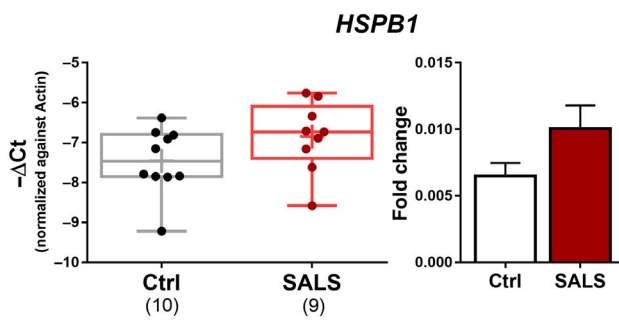 HSPB1
−ΔCt
(normalized against Actin)
−5
−6
−7
−8
−9
−10
Ctrl
(10)
SALS
(9)
Fold change
0.015
0.010
0.005
0.000
Ctrl
SALS